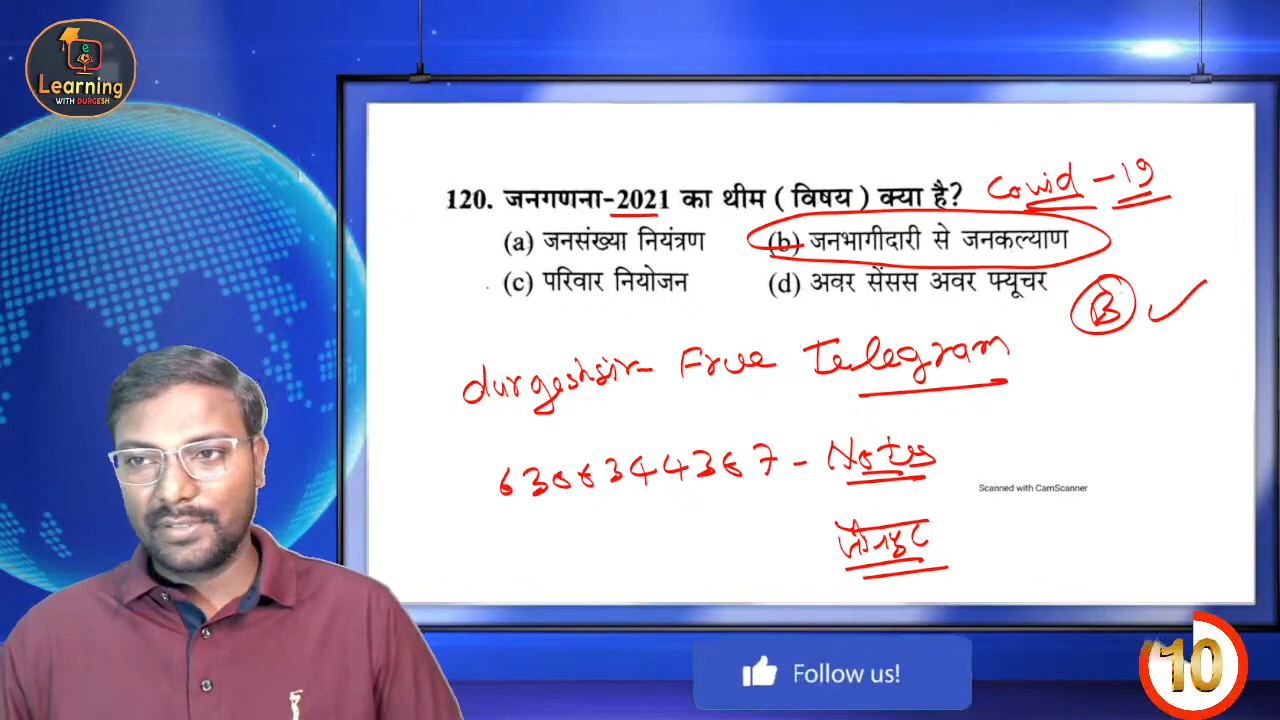 e
Learning
WITH DURGESH
120. जनगणना-2021 का थीम ( विषय ) क्या है? Covid-19
(a) जनसंख्या नियंत्रण (b) जनभागीदारी से जनकल्याण
(c) परिवार नियोजन (d) अवर सेंसस अवर फ्यूचर
B
durgeshsir- Free Telegram
- Notes
Scanned with CamScanner
Follow us!
10